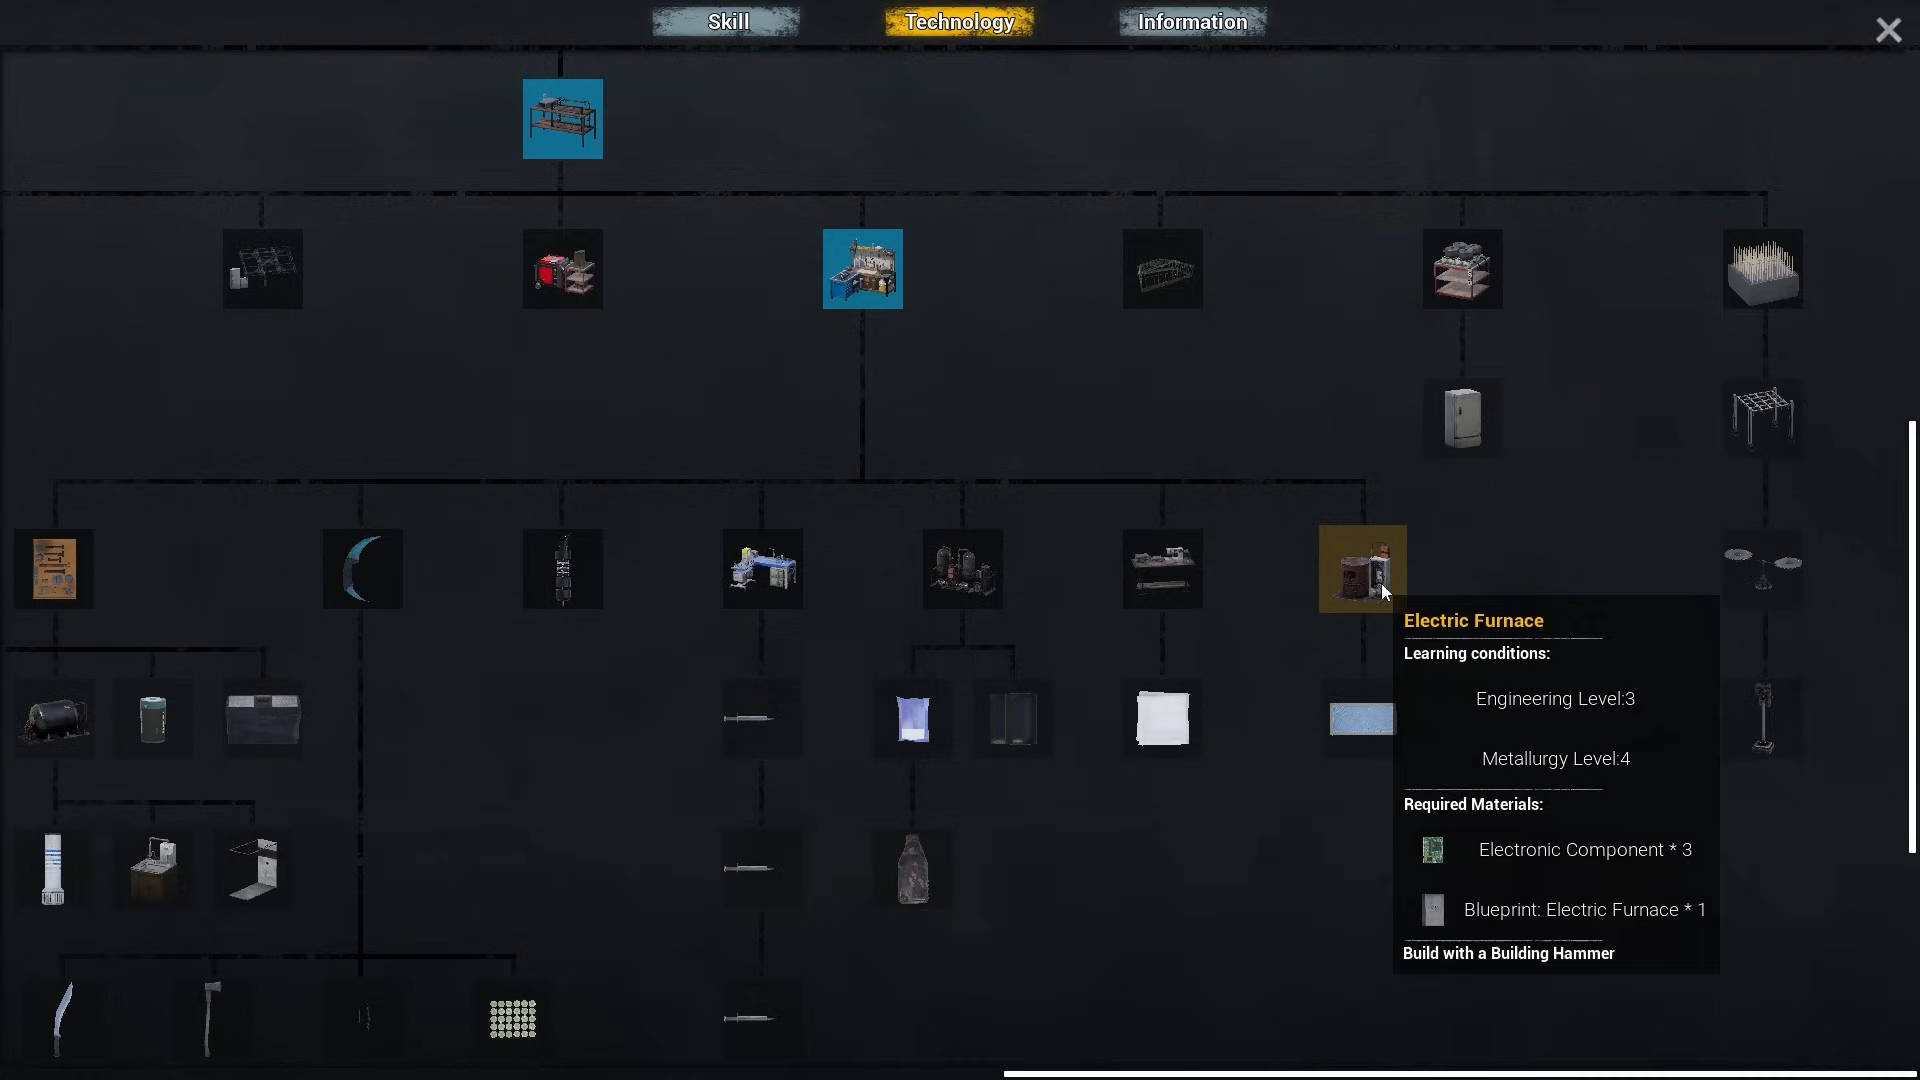 Skill
Technology
Information
Electric Furnace
Learning conditions:
Engineering Level:3
Metallurgy Level:4
Required Materials:
Electronic Component * 3
Blueprint: Electric Furnace * 1
Build with a Building Hammer